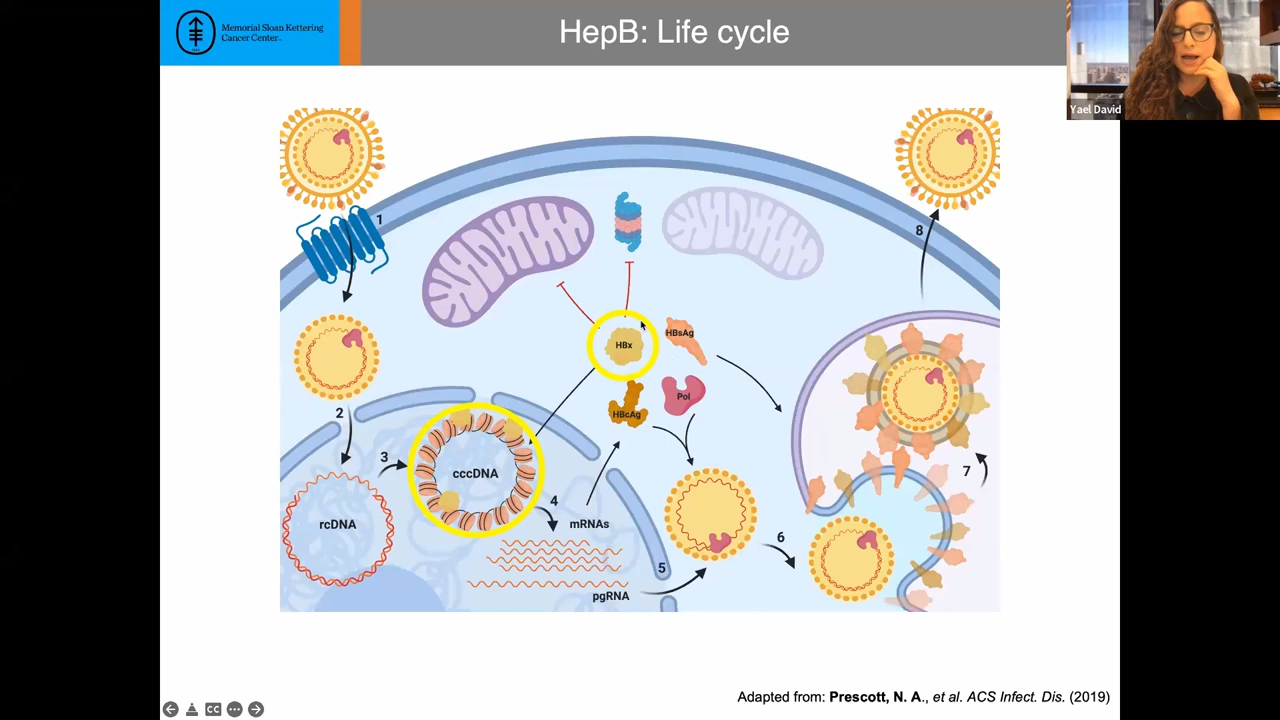 Memorial Sloan Kettering
Cancer Center
HepB: Life cycle
Yael David
1
8
HBx
HBsAg
HBcAg
Pol
2
3
cccDNA
7
rcDNA
4
mRNAs
6
5
pgRNA
Adapted from: Prescott, N. A., et al. ACS Infect. Dis. (2019)
CC